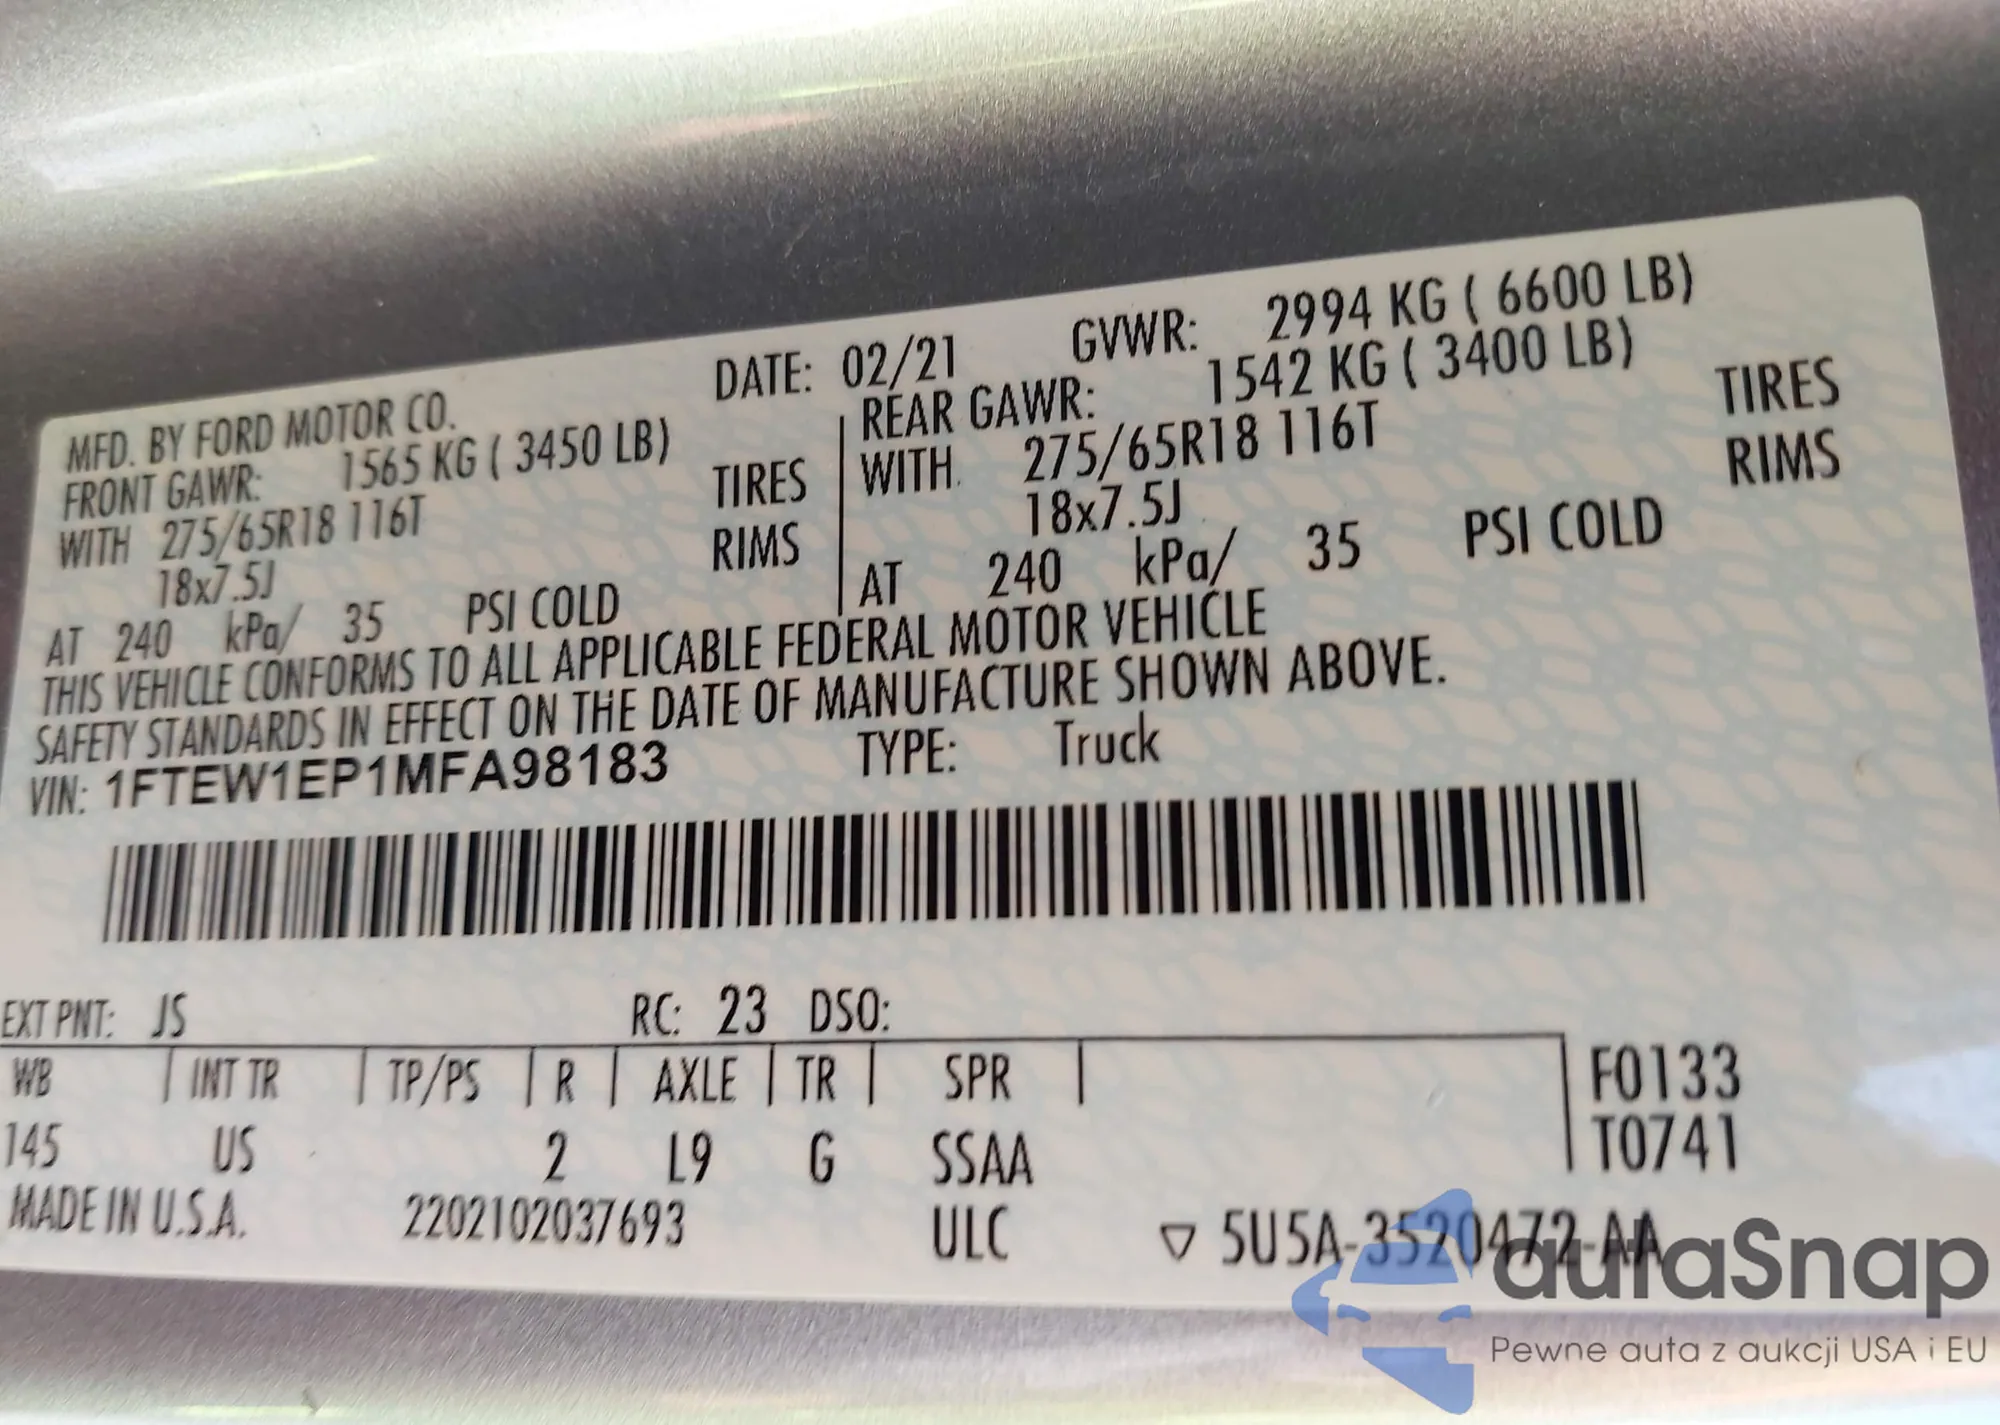 MFD. BY FORD MOTOR CO. DATE: 02/21 GVWR: 2994 KG ( 6600 LB)
FRONT GAWR: 1565 KG ( 3450 LB) REAR GAWR: 1542 KG ( 3400 LB)
WITH 275/65R18 116T TIRES WITH 275/65R18 116T TIRES
18x7.5J RIMS 18x7.5J RIMS
AT 240 kPa/ 35 PSI COLD AT 240 kPa/ 35 PSI COLD
THIS VEHICLE CONFORMS TO ALL APPLICABLE FEDERAL MOTOR VEHICLE
SAFETY STANDARDS IN EFFECT ON THE DATE OF MANUFACTURE SHOWN ABOVE.
VIN: 1FTEW1EP1MFA98183 TYPE: Truck
EXT PNT: JS RC: 23 DSO:
WB INT TR TP/PS R AXLE TR SPR F0133
145 US 2 L9 G SSAA T0741
MADE IN U.S.A. 2202102037693 ULC ▽ 5U5A-3520472-AA
autaSnap
Pewne auta z aukcji USA i EU